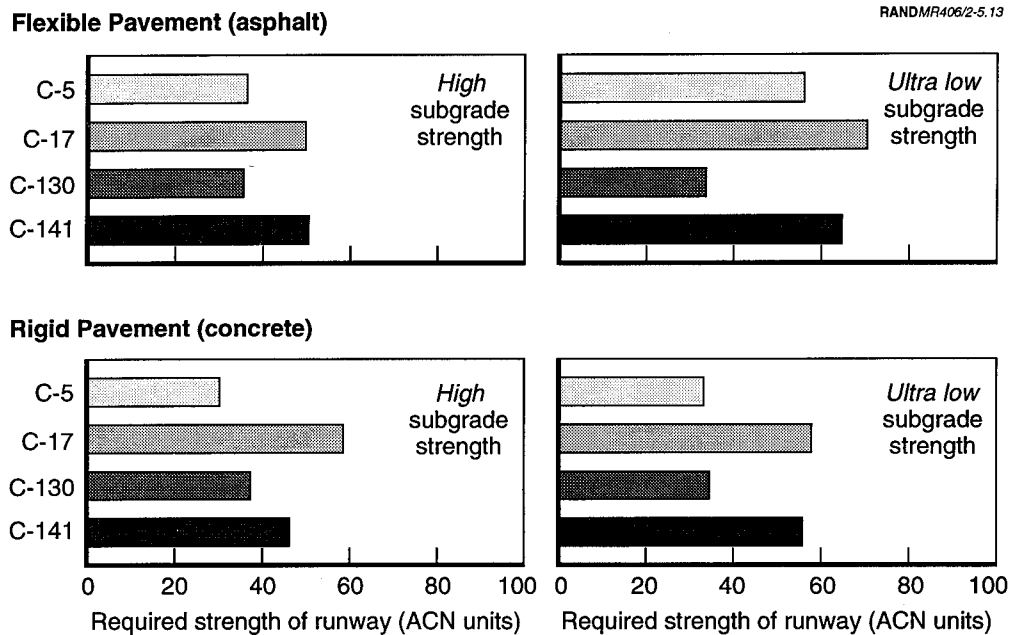 RANDMR406/2-5.13
Flexible Pavement (asphalt)
C-5
C-17
C-130
C-141
High
subgrade
strength
Ultra low
subgrade
strength
Rigid Pavement (concrete)
C-5
C-17
C-130
C-141
High
subgrade
strength
Ultra low
subgrade
strength
0 20 40 60 80 100
0 20 40 60 80 100
Required strength of runway (ACN units)
Required strength of runway (ACN units)